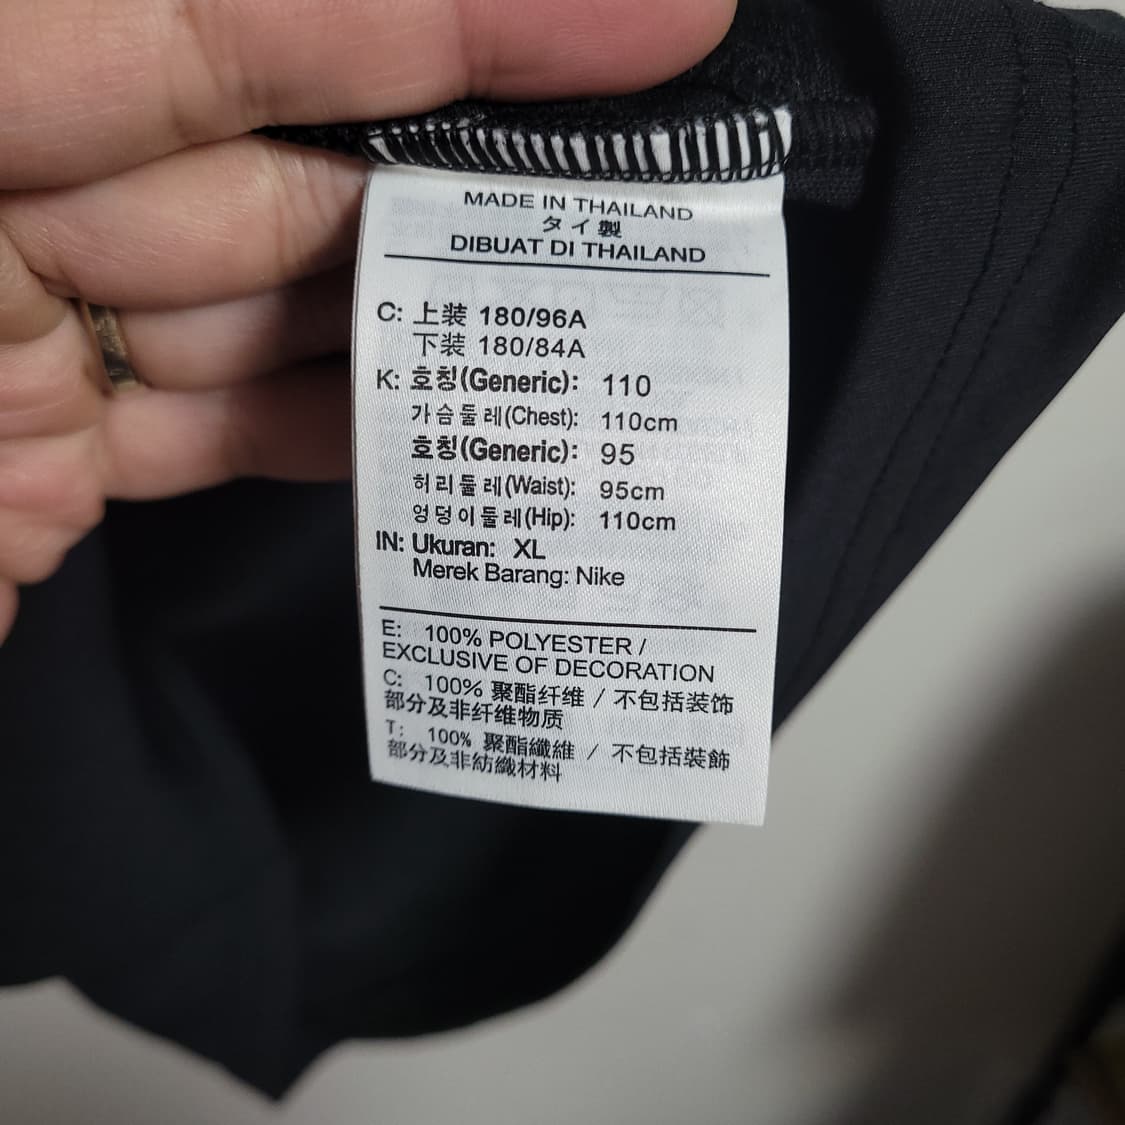 MADE IN THAILAND
タイ製
DIBUAT DI THAILAND
C: 上装 180/96A
下装 180/84A
K: 호칭(Generic): 110
가슴둘레(Chest): 110cm
호칭(Generic): 95
허리둘레(Waist): 95cm
엉덩이둘레(Hip): 110cm
IN: Ukuran: XL
Merek Barang: Nike
E: 100% POLYESTER /
EXCLUSIVE OF DECORATION
C: 100% 聚酯纤维 / 不包括装饰
部分及非纤维物质
T: 100% 聚酯纖維 / 不包括裝飾
部分及非紡織材料